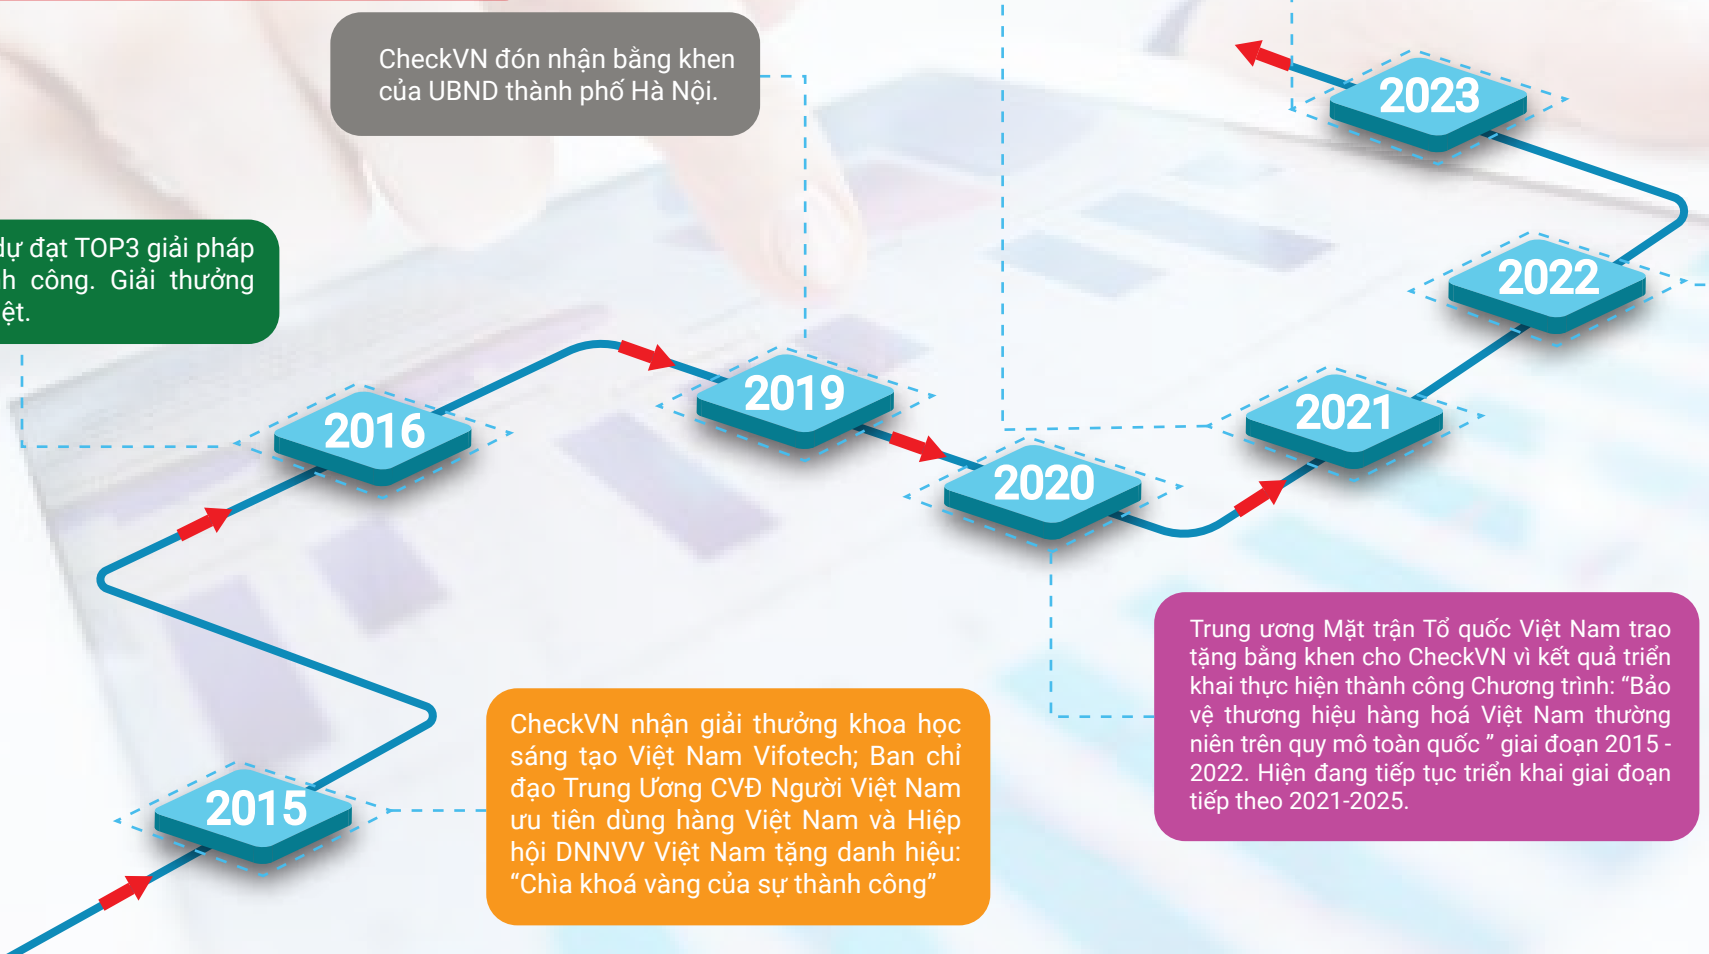 CheckVN đón nhận bằng khen
của UBND thành phố Hà Nội.
2023
dự đạt TOP3 giải pháp
công. Giải thưởng
2022
2019
2021
2016
2020
Trung ương Mặt trận Tổ quốc Việt Nam trao
tặng bằng khen cho CheckVN vì kết quả triển
khai thực hiện thành công Chương trình: “Bảo
vệ thương hiệu hàng hoá Việt Nam thường
niên trên quy mô toàn quốc ” giai đoạn 2015 -
2022. Hiện đang tiếp tục triển khai giai đoạn
tiếp theo 2021-2025.
CheckVN nhận giải thưởng khoa học
sáng tạo Việt Nam Vifotech; Ban chỉ
đạo Trung Ương CVĐ Người Việt Nam
ưu tiên dùng hàng Việt Nam và Hiệp
hội DNNVV Việt Nam tặng danh hiệu:
“Chìa khoá vàng của sự thành công”
2015